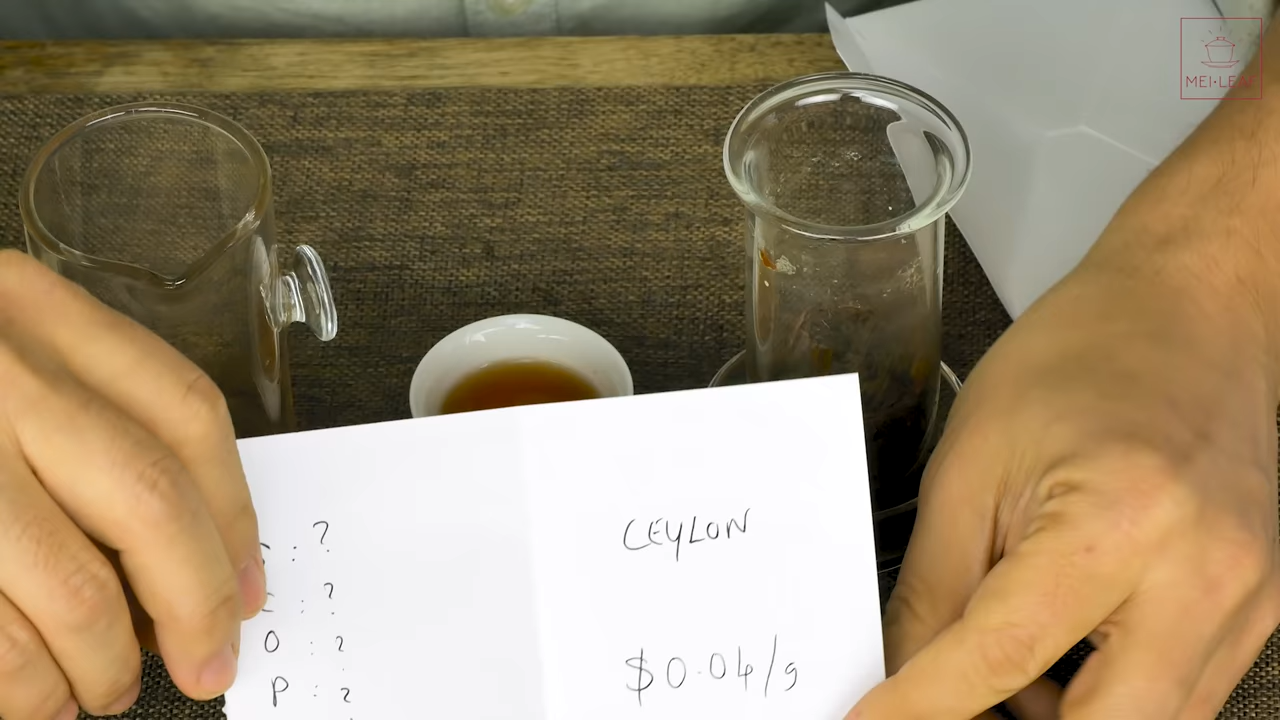 MEI·LEAF
: ?
: ?
O : ?
P : ?
CEYLON
$0.04/g